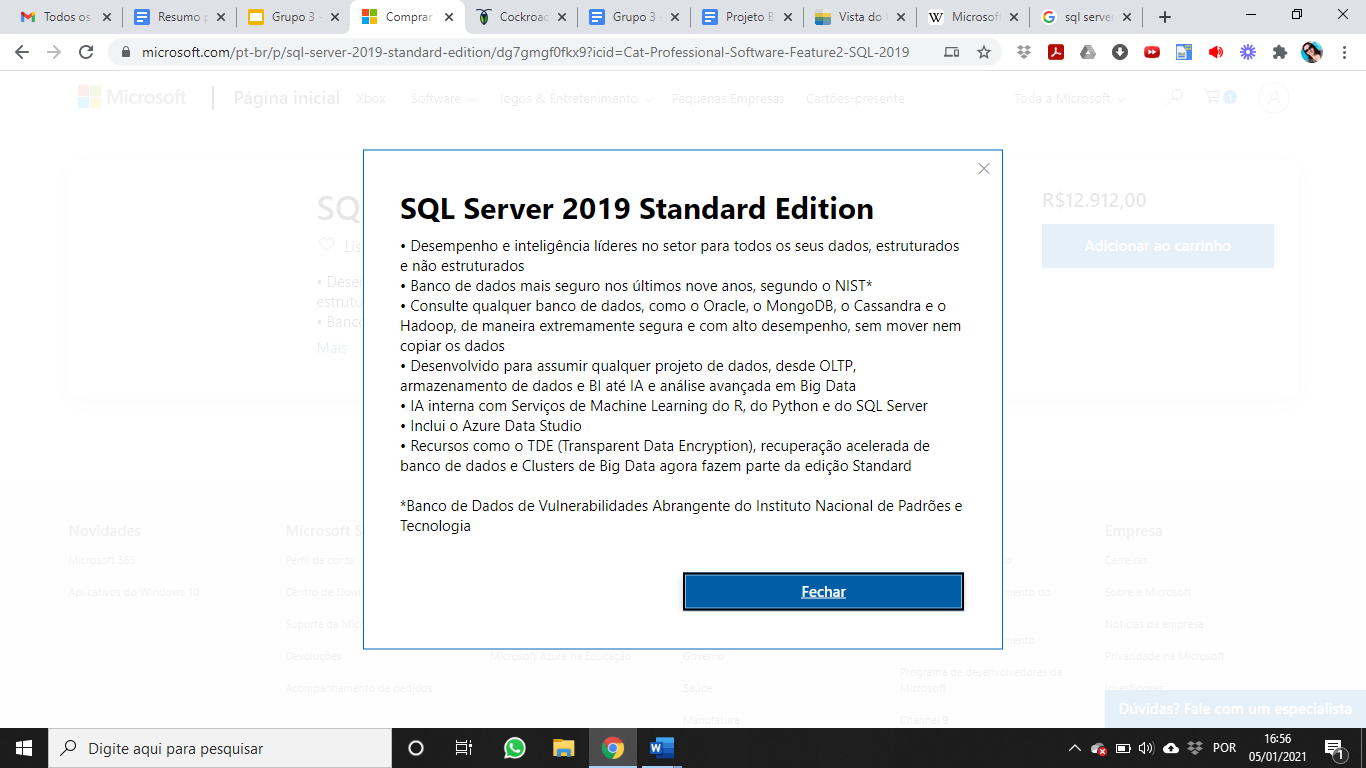 Todos os
Resumo p
Grupo 3 -
Comprar
Cockroac
Grupo 3 -
Projeto B
Vista do
Microsoft
sql server
microsoft.com/pt-br/p/sql-server-2019-standard-edition/dg7gmgf0fkx9?icid=Cat-Professional-Software-Feature2-SQL-2019
Microsoft
Página inicial
Xbox
Software
Jogos & Entretenimento
Pequenas Empresas
Cartões-presente
Toda a Microsoft
1
SQ
Lis
• Desen
estrutu
• Banco
Mais
R$12.912,00
Adicionar ao carrinho
SQL Server 2019 Standard Edition
• Desempenho e inteligência líderes no setor para todos os seus dados, estruturados
e não estruturados
• Banco de dados mais seguro nos últimos nove anos, segundo o NIST*
• Consulte qualquer banco de dados, como o Oracle, o MongoDB, o Cassandra e o
Hadoop, de maneira extremamente segura e com alto desempenho, sem mover nem
copiar os dados
• Desenvolvido para assumir qualquer projeto de dados, desde OLTP,
armazenamento de dados e BI até IA e análise avançada em Big Data
• IA interna com Serviços de Machine Learning do R, do Python e do SQL Server
• Inclui o Azure Data Studio
• Recursos como o TDE (Transparent Data Encryption), recuperação acelerada de
banco de dados e Clusters de Big Data agora fazem parte da edição Standard
*Banco de Dados de Vulnerabilidades Abrangente do Instituto Nacional de Padrões e
Tecnologia
Fechar
Novidades
Microsoft 365
Aplicativos do Windows 10
Microsoft S
Perfil da conta
Centro de Down
Suporte da Micr
Devoluções
Acompanhamento de pedidos
Microsoft Azure na Educação
Governo
Saúde
Manufatura
mento do
mento
Programa de desenvolvedores da
Microsoft
Channel 9
Empresa
Carreiras
Sobre a Microsoft
Notícias da empresa
Privacidade na Microsoft
Investidores
Dúvidas? Fale com um especialista
Digite aqui para pesquisar
POR
16:56
05/01/2021
1